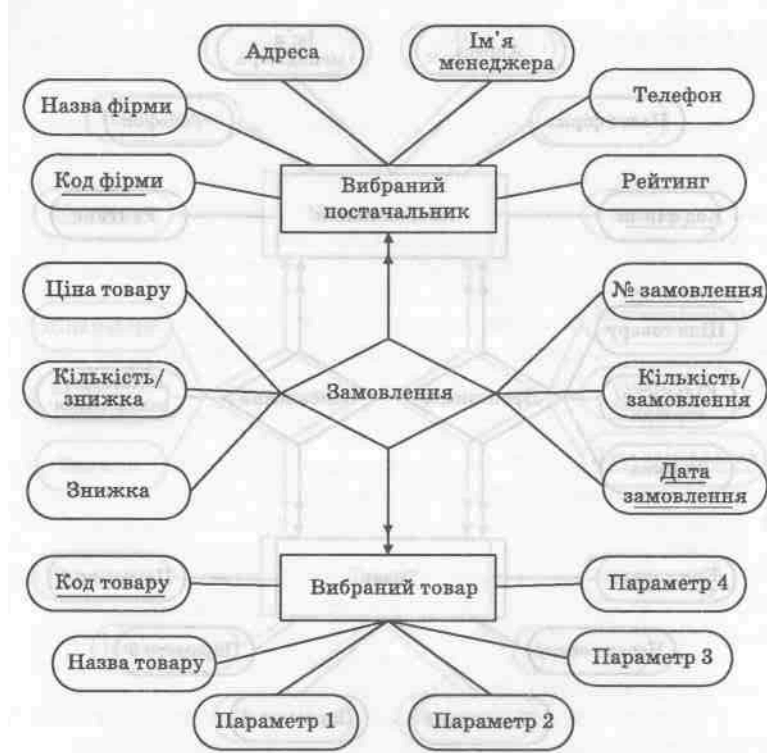 Адреса
Ім'я
менеджера
Назва фірми
Телефон
Код фірми
Вибраний
постачальник
Рейтинг
Ціна товару
№ замовлення
Кількість/
знижка
Замовлення
Кількість/
замовлення
Знижка
Дата
замовлення
Код товару
Вибраний товар
Параметр 4
Назва товару
Параметр 3
Параметр 1
Параметр 2